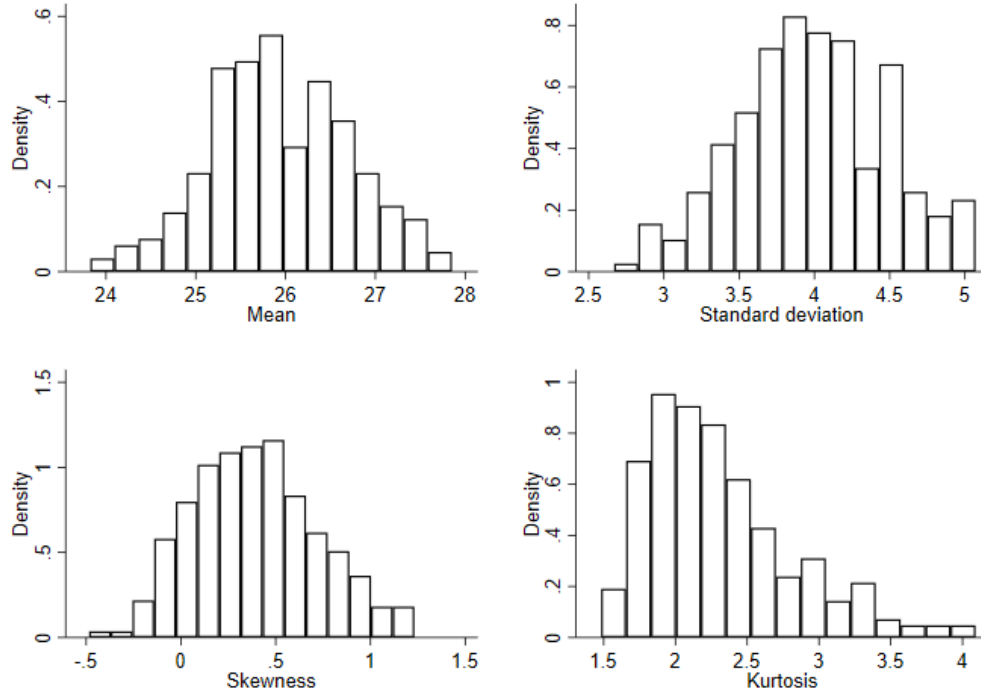 Density
.6
.4
.2
0
24 25 26 27 28
Mean
Density
.8
.6
.4
.2
0
2.5 3 3.5 4 4.5 5
Standard deviation
Density
1.5
1
.5
0
-.5 0 .5 1 1.5
Skewness
Density
1
.8
.6
.4
.2
0
1.5 2 2.5 3 3.5 4
Kurtosis